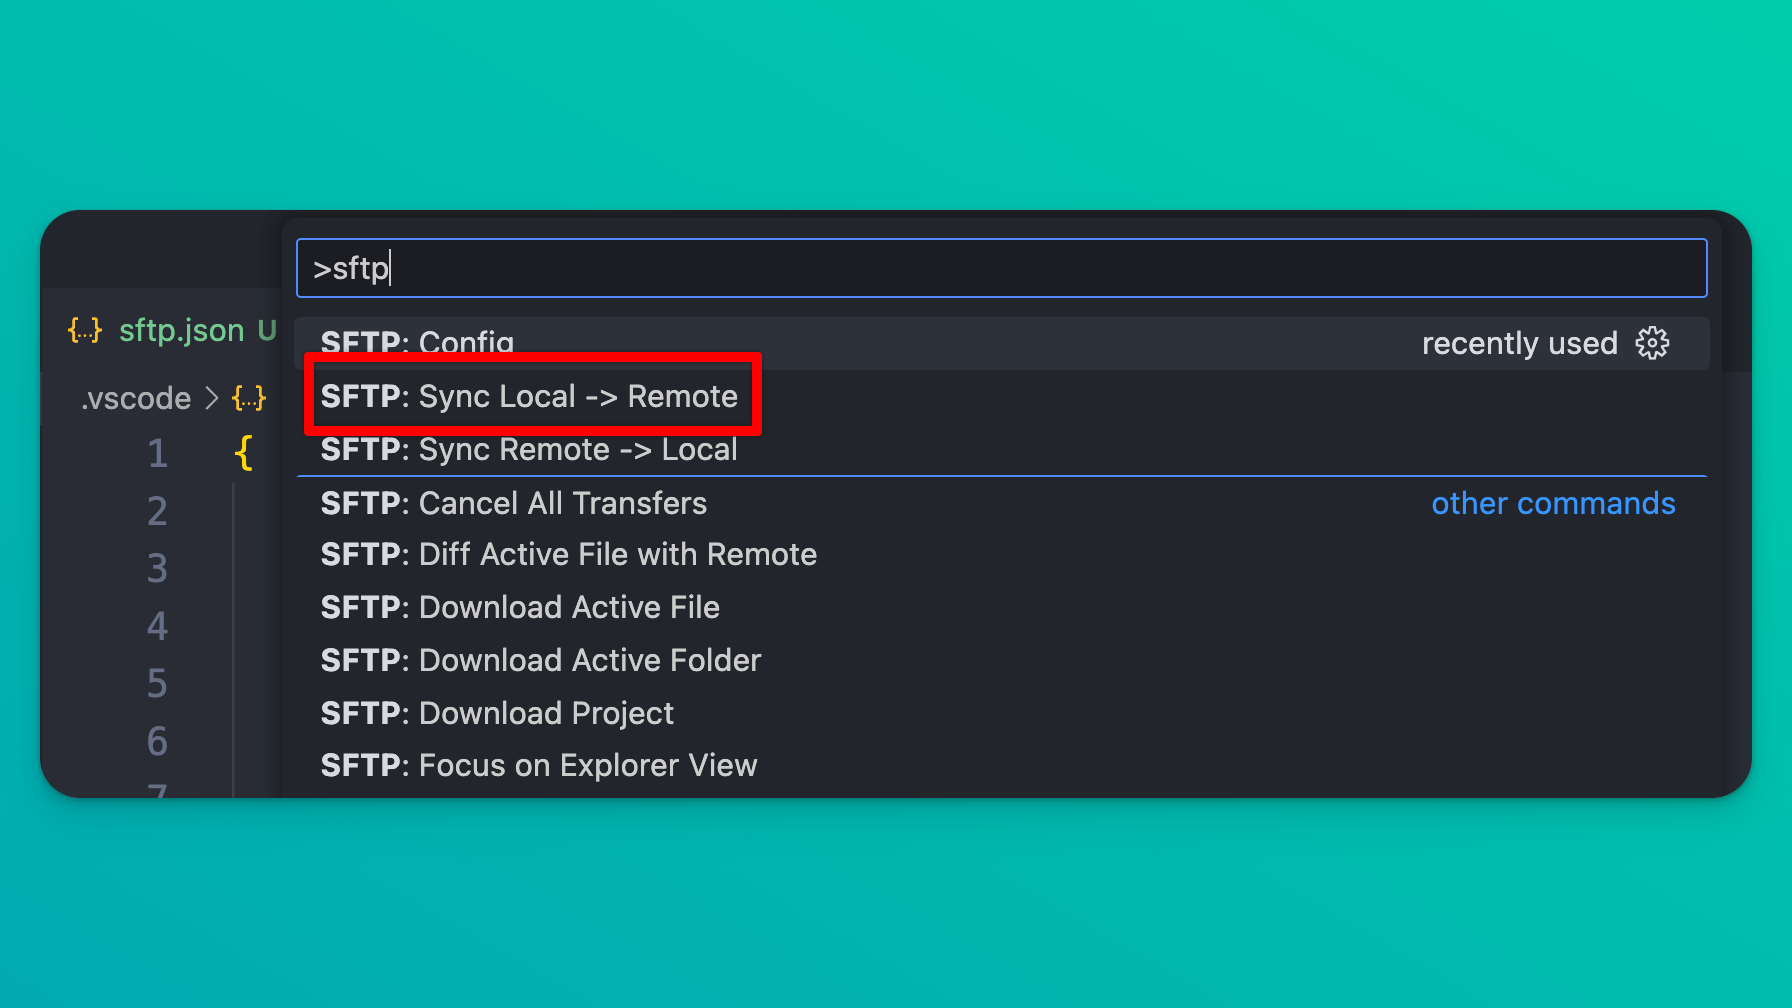 >sftp
{...} sftp.json U
SFTP: Config recently used
.vscode > {...}
SFTP: Sync Local -> Remote
SFTP: Sync Remote -> Local
SFTP: Cancel All Transfers other commands
SFTP: Diff Active File with Remote
SFTP: Download Active File
SFTP: Download Active Folder
SFTP: Download Project
SFTP: Focus on Explorer View
1 {
2
3
4
5
6
7